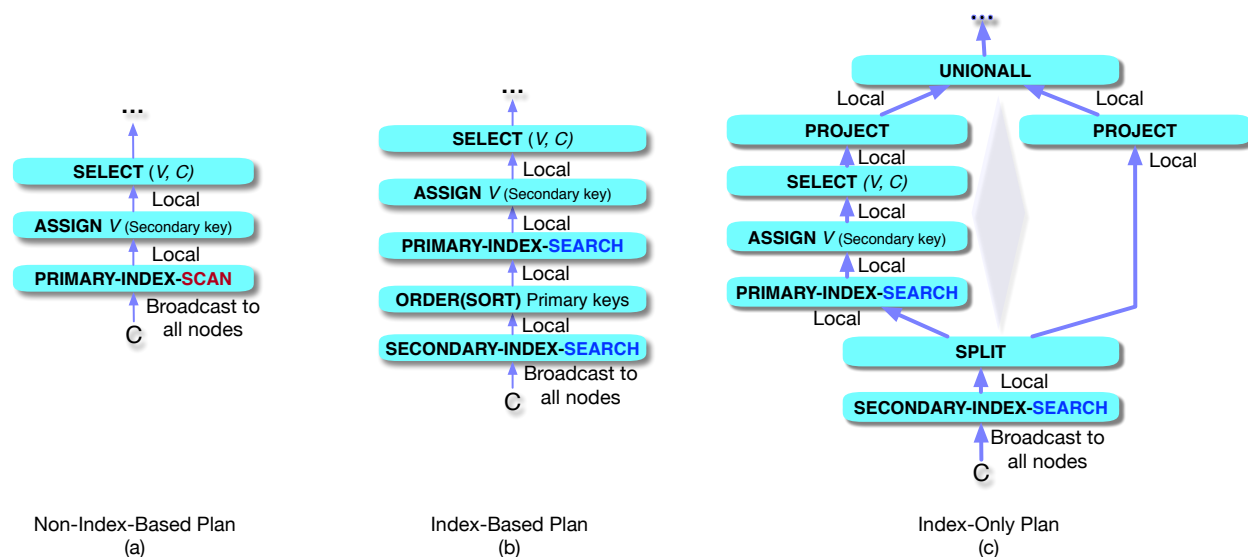 ...
SELECT (V, C)
Local
ASSIGN V (Secondary key)
Local
PRIMARY-INDEX-SCAN
Broadcast to
all nodes
C
Non-Index-Based Plan
(a)
...
SELECT (V, C)
Local
ASSIGN V (Secondary key)
Local
PRIMARY-INDEX-SEARCH
Local
ORDER(SORT) Primary keys
Local
SECONDARY-INDEX-SEARCH
Broadcast to
all nodes
C
Index-Based Plan
(b)
...
UNIONALL
Local
Local
PROJECT
PROJECT
Local
Local
SELECT (V, C)
Local
ASSIGN V (Secondary key)
Local
PRIMARY-INDEX-SEARCH
Local
SPLIT
Local
SECONDARY-INDEX-SEARCH
Broadcast to
all nodes
C
Index-Only Plan
(c)